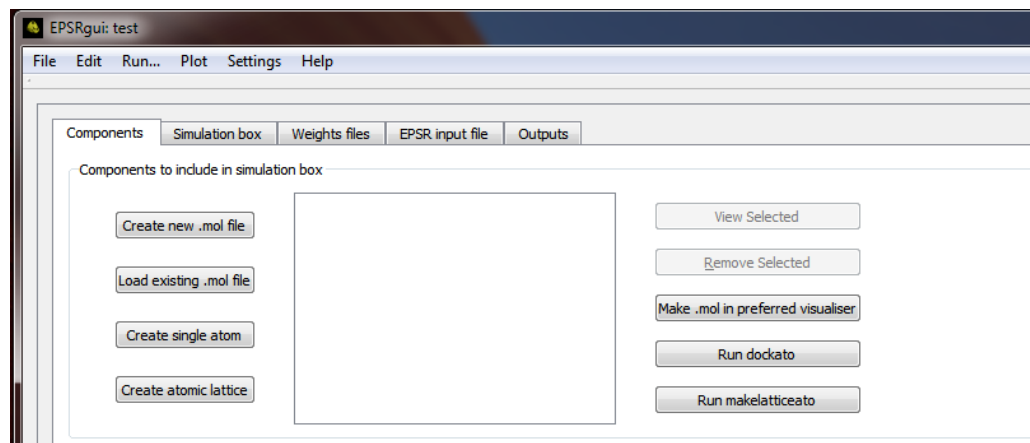 EPSRgui: test
File Edit Run... Plot Settings Help
Components Simulation box Weights files EPSR input file Outputs
Components to include in simulation box
Create new .mol file
Load existing .mol file
Create single atom
Create atomic lattice
View Selected
Remove Selected
Make .mol in preferred visualiser
Run dockato
Run makelatticeato